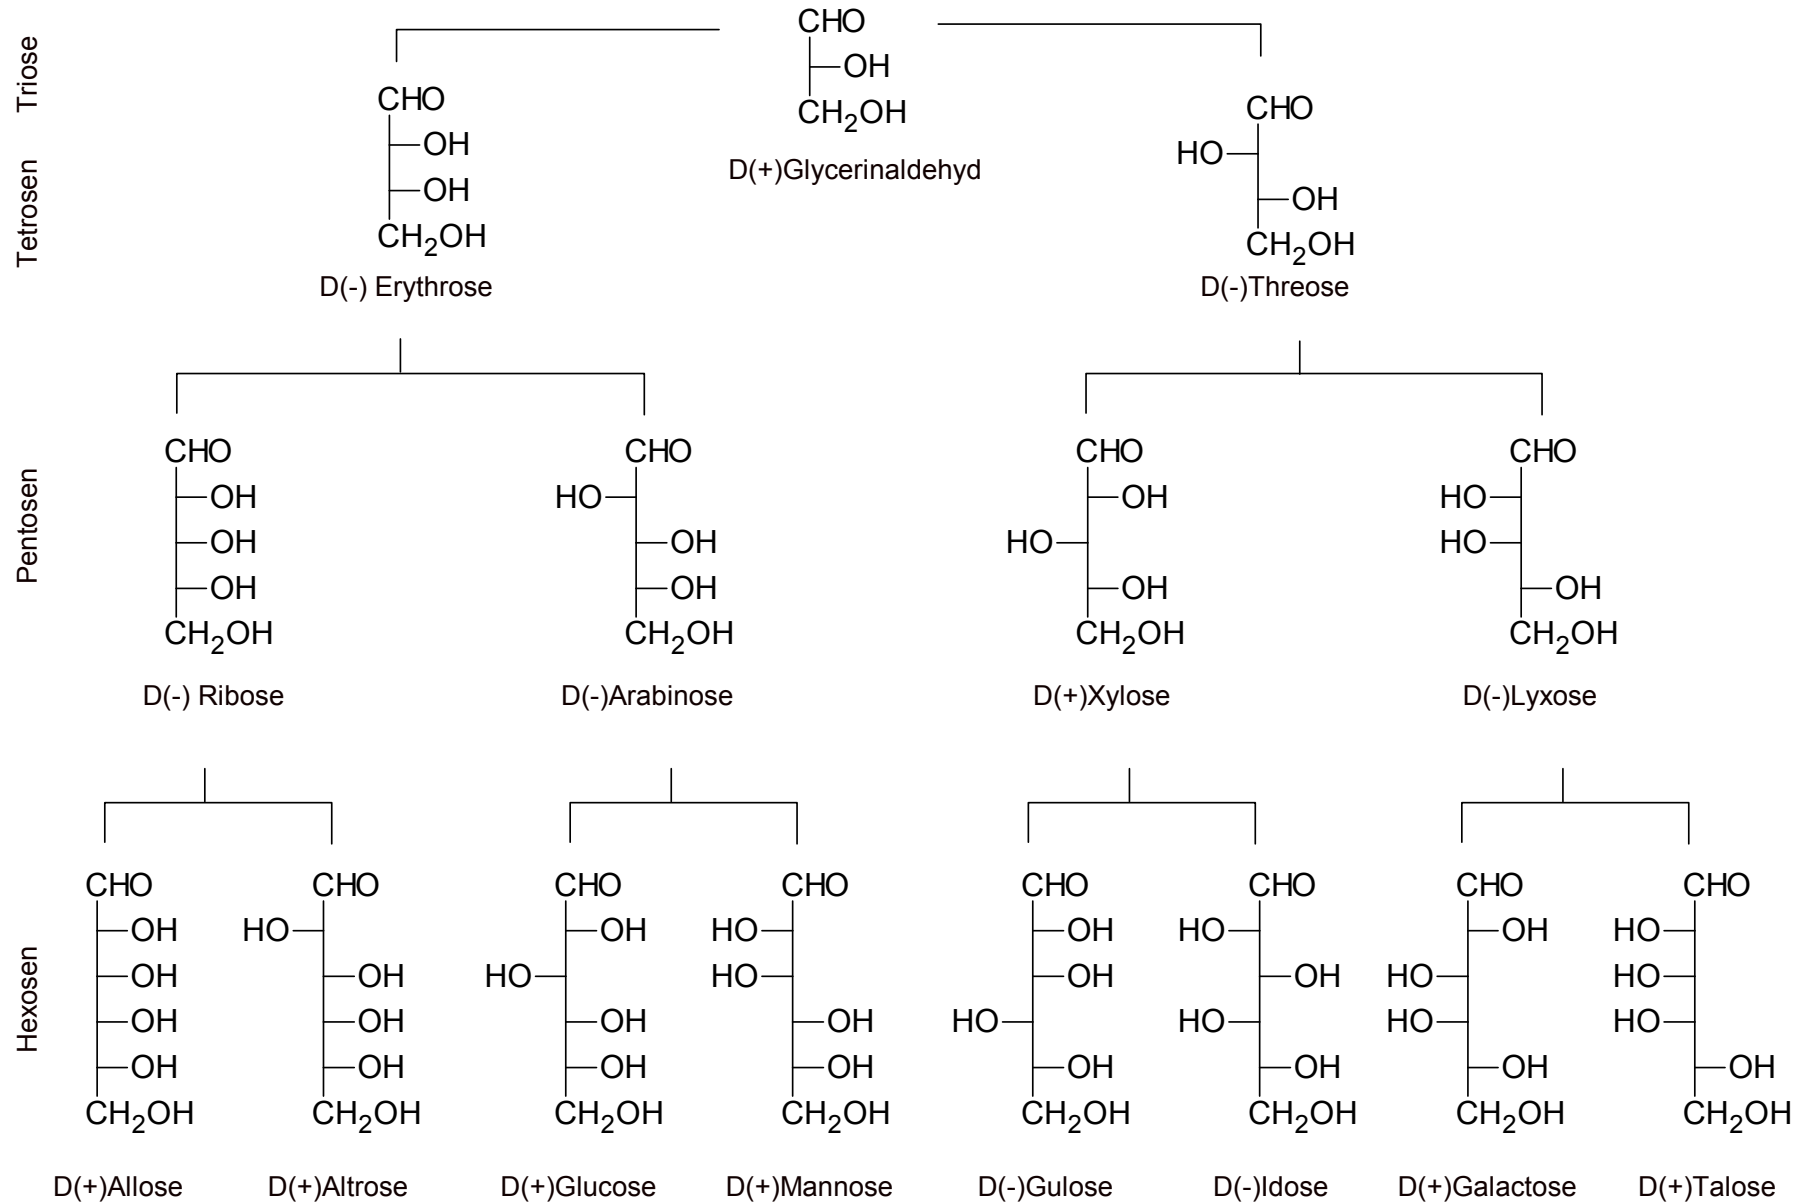 Triose
CHO
OH
CH2OH
D(+)Glycerinaldehyd
Tetrosen
CHO
OH
OH
CH2OH
D(-) Erythrose
CHO
HO
OH
CH2OH
D(-)Threose
Pentosen
CHO
OH
OH
OH
CH2OH
D(-) Ribose
CHO
HO
OH
OH
CH2OH
D(-)Arabinose
CHO
OH
HO
OH
CH2OH
D(+)Xylose
CHO
HO
HO
OH
CH2OH
D(-)Lyxose
Hexosen
CHO
OH
OH
OH
OH
CH2OH
D(+)Allose
CHO
HO
OH
OH
OH
CH2OH
D(+)Altrose
CHO
OH
HO
OH
OH
CH2OH
D(+)Glucose
CHO
HO
HO
OH
OH
CH2OH
D(+)Mannose
CHO
OH
OH
HO
OH
CH2OH
D(-)Gulose
CHO
HO
OH
HO
OH
CH2OH
D(-)Idose
CHO
OH
HO
HO
OH
CH2OH
D(+)Galactose
CHO
HO
HO
HO
OH
CH2OH
D(+)Talose